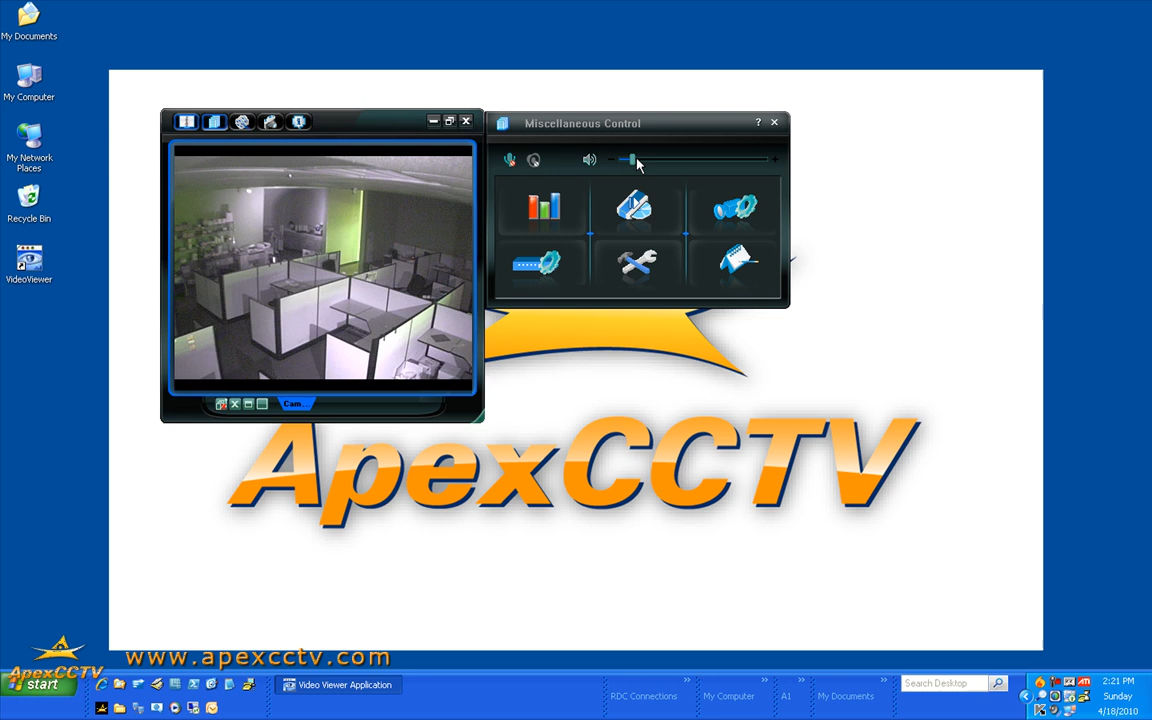 My Documents
My Computer
My Network
Places
Recycle Bin
VideoViewer
Miscellaneous Control
?
Cam...
ApexCCTV
www.apexcctv.com
ApexCCTV
start
Video Viewer Application
RDC Connections
My Computer
A1
My Documents
Search Desktop
2:21 PM
Sunday
4/18/2010